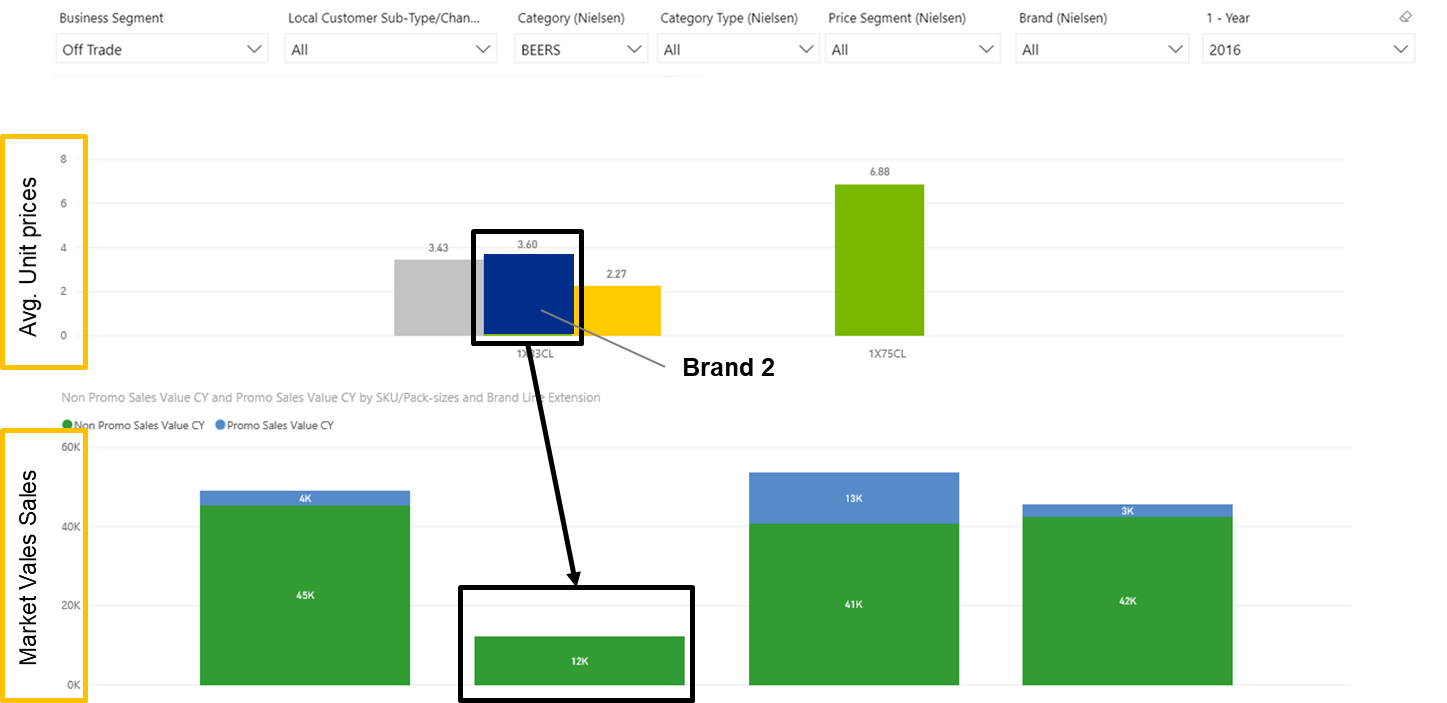 Business Segment
Local Customer Sub-Type/Chan...
Category (Nielsen)
Category Type (Nielsen)
Price Segment (Nielsen)
Brand (Nielsen)
1 - Year
Off Trade
All
BEERS
All
All
All
2016
Avg. Unit prices
8
6
4
2
0
3.43
3.60
2.27
6.88
1X33CL
1X75CL
Brand 2
Non Promo Sales Value CY and Promo Sales Value CY by SKU/Pack-sizes and Brand Line Extension
Non Promo Sales Value CY
Promo Sales Value CY
Market Vales Sales
60K
40K
20K
0K
4K
45K
12K
13K
41K
3K
42K